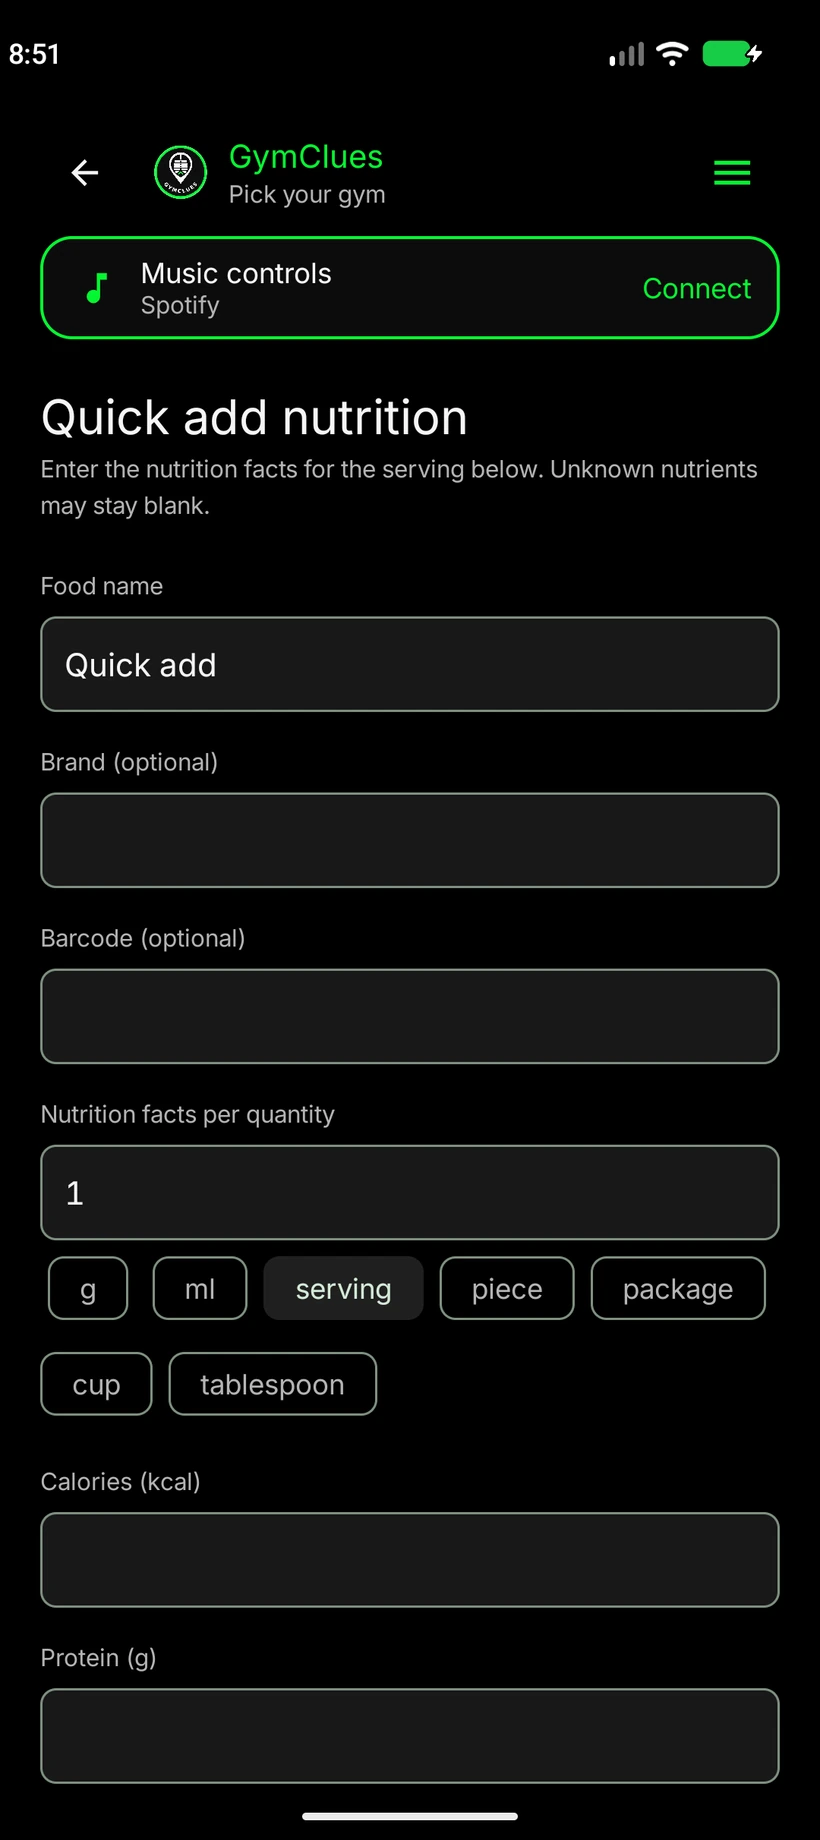 8:51
GymClues
Pick your gym
GYMCLUES
Music controls
Spotify
Connect
Quick add nutrition
Enter the nutrition facts for the serving below. Unknown nutrients
may stay blank.
Food name
Quick add
Brand (optional)
Barcode (optional)
Nutrition facts per quantity
1
g ml serving piece package
cup tablespoon
Calories (kcal)
Protein (g)